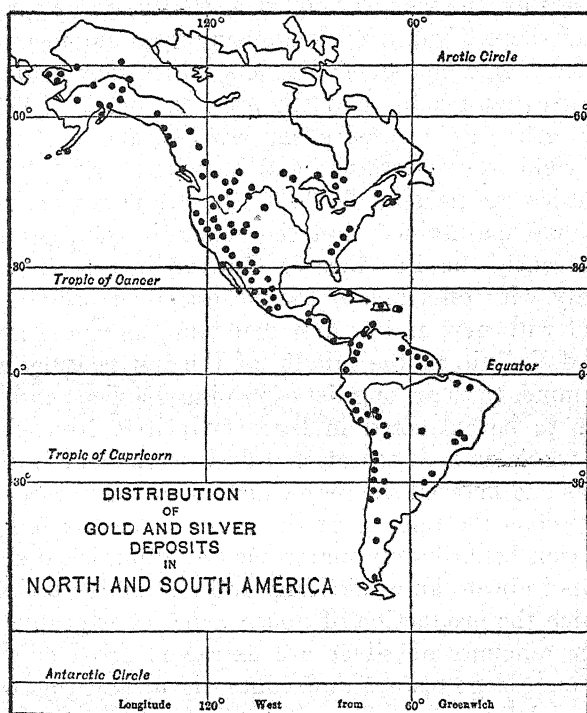 120° 60°
Arctic Circle
60°
30° 30°
Tropic of Cancer
Equator
0° 0°
Tropic of Capricorn
30° 30°
DISTRIBUTION
OF
GOLD AND SILVER
DEPOSITS
IN
NORTH AND SOUTH AMERICA
Antarctic Circle
Longitude 120° West from 60° Greenwich